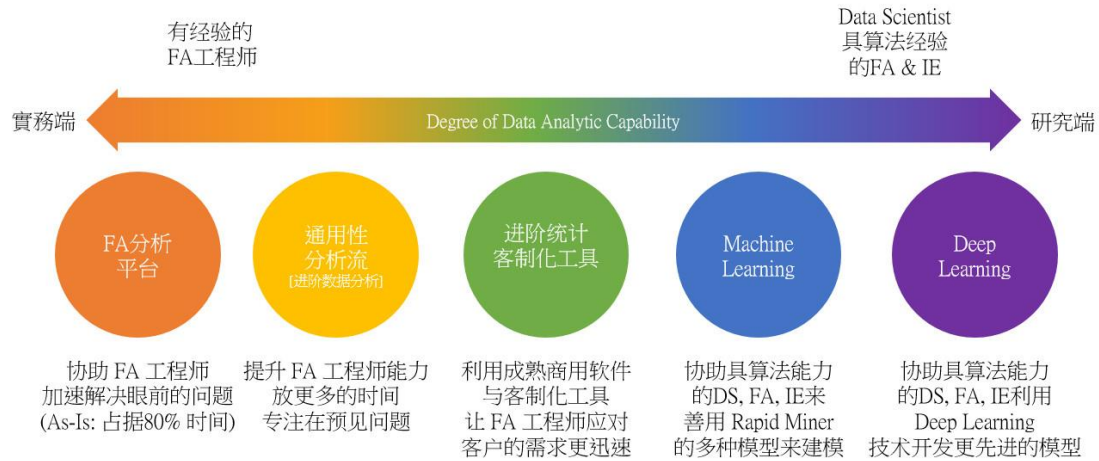 有经验的
FA工程师
Data Scientist
具算法经验
的FA & IE
實務端
Degree of Data Analytic Capability
研究端
FA分析
平台
通用性
分析流
[进阶数据分析]
进阶统计
客制化工具
Machine
Learning
Deep
Learning
协助 FA 工程师
加速解决眼前的问题
(As-Is: 占据80% 时间)
提升 FA 工程师能力
放更多的时间
专注在预见问题
利用成熟商用软件
与客制化工具
让 FA 工程师应对
客户的需求更迅速
协助具算法能力
的DS, FA, IE来
善用 Rapid Miner
的多种模型来建模
协助具算法能力
的DS, FA, IE利用
Deep Learning
技术开发更先进的模型